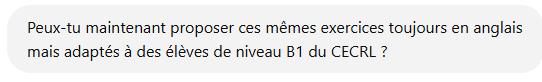 Peux-tu maintenant proposer ces mêmes exercices toujours en anglais
mais adaptés à des élèves de niveau B1 du CECRL ?